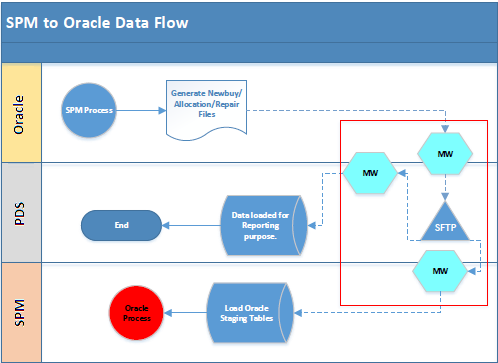 SPM to Oracle Data Flow
Oracle
SPM Process
Generate Newbuy/
Allocation/Repair
Files
MW
MW
PDS
End
Data loaded for
Reporting
purpose.
SFTP
MW
SPM
Oracle
Process
Load Oracle
Staging Tables